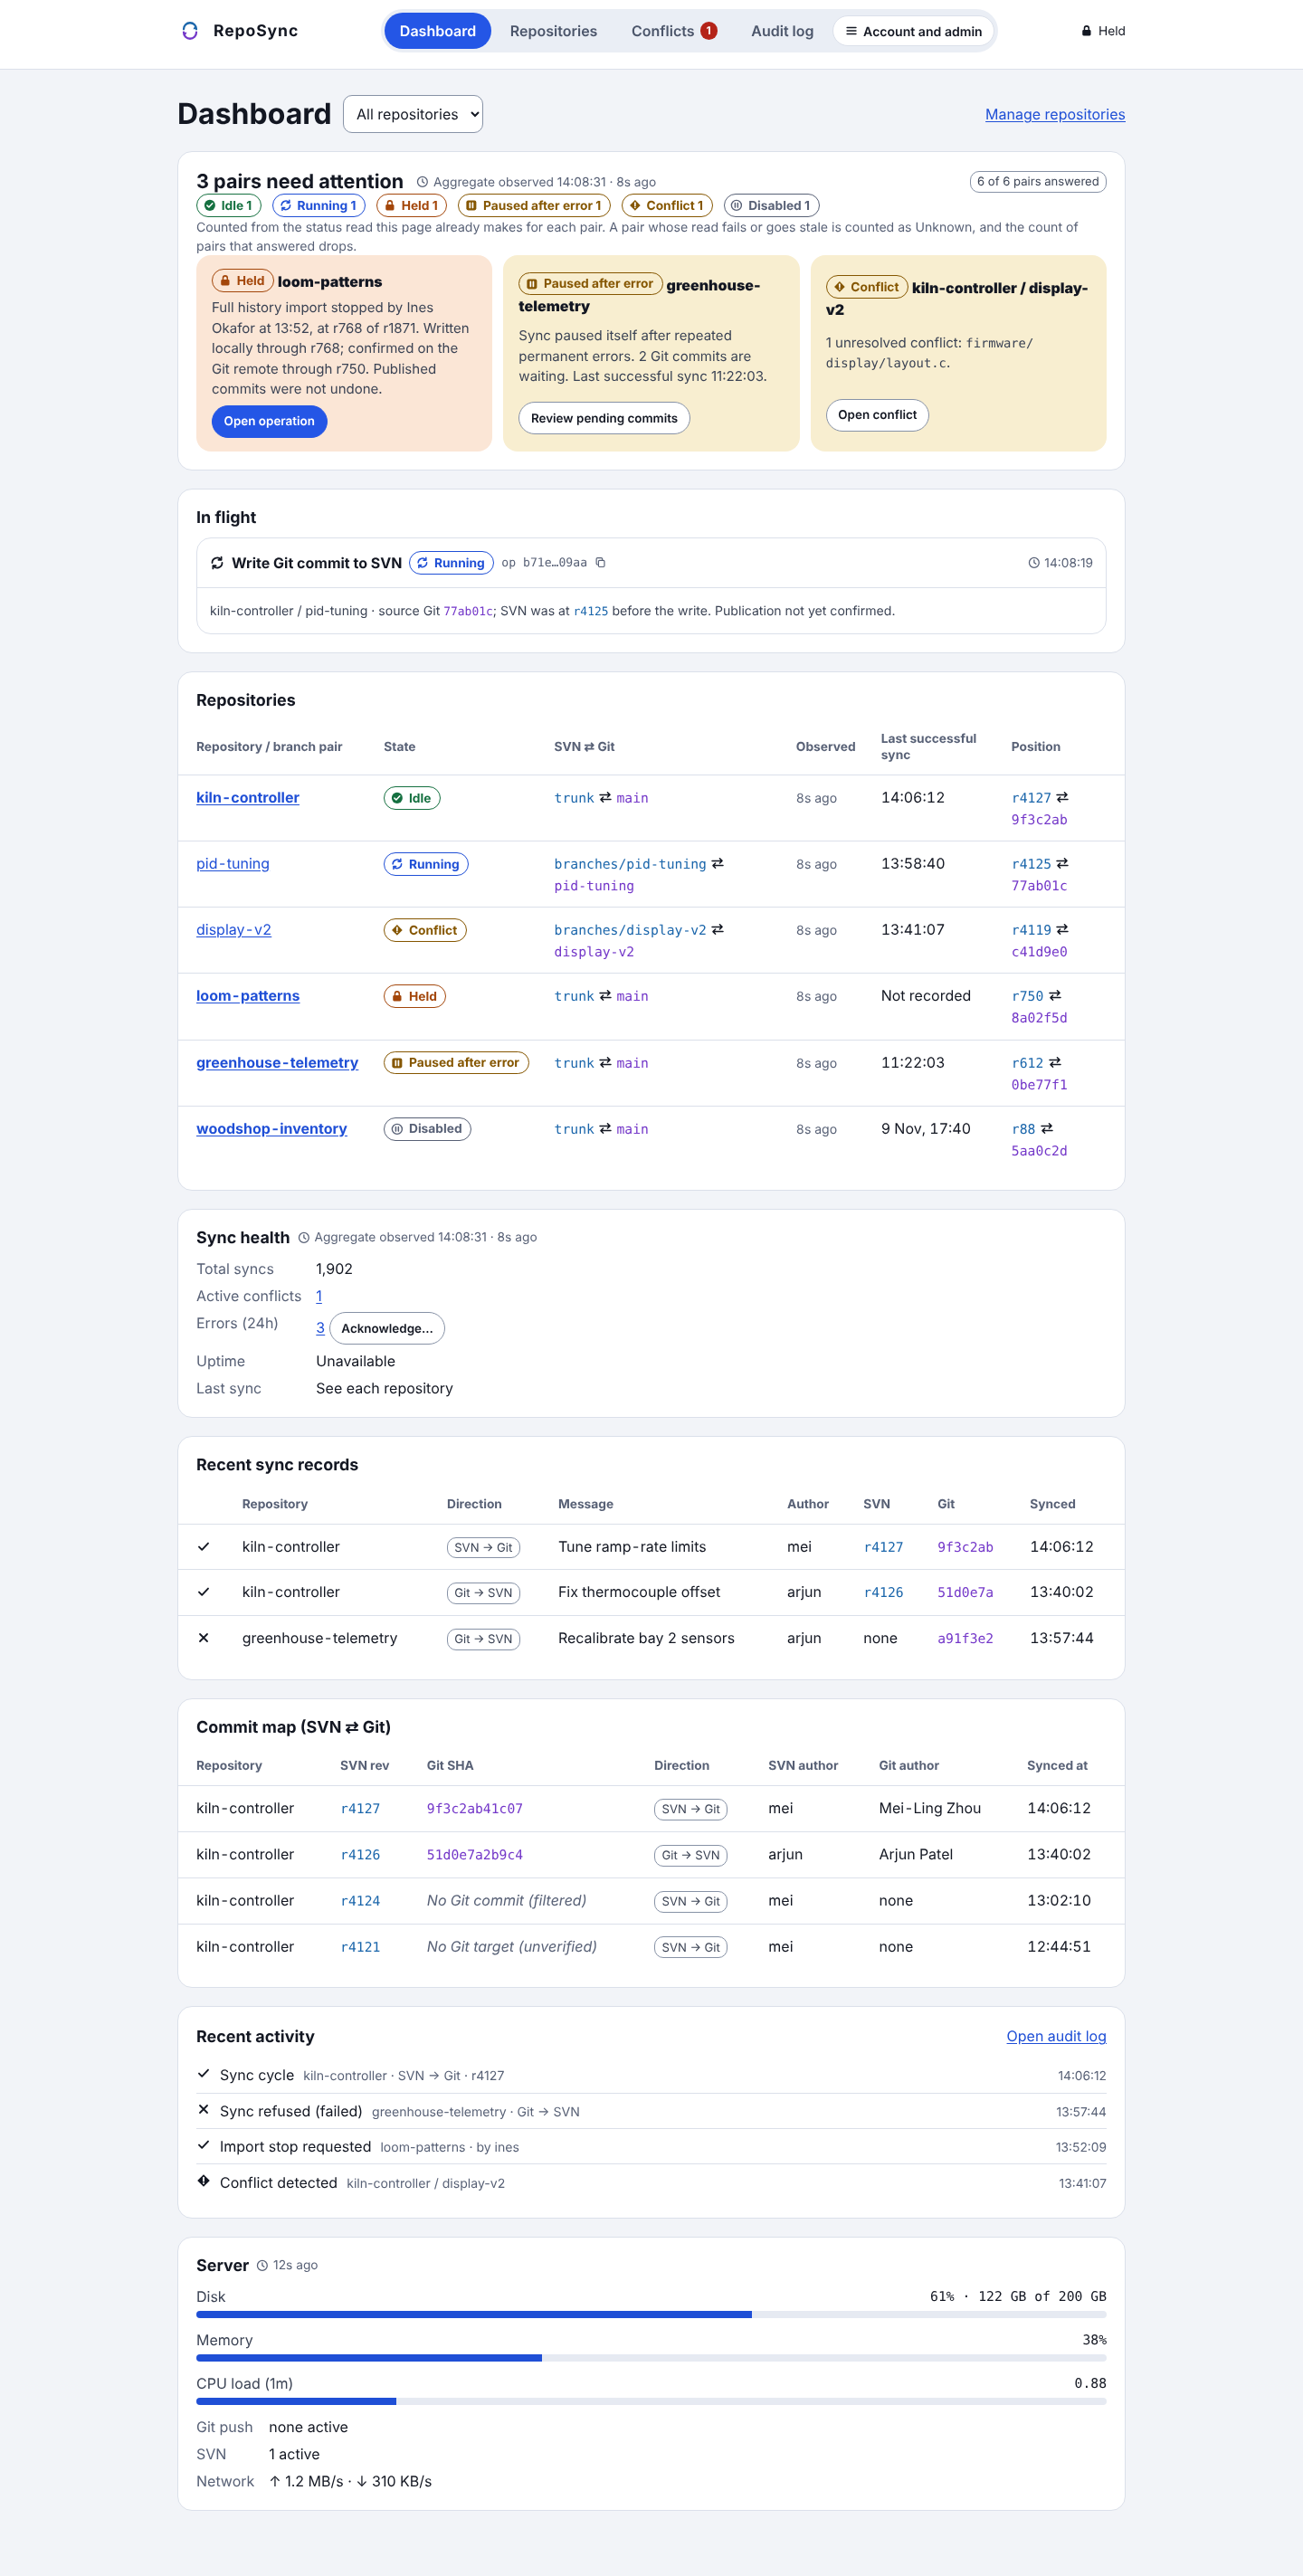 RepoSync
Dashboard Repositories Conflicts 1 Audit log Account and admin
Held
Dashboard All repositories Manage repositories
3 pairs need attention Aggregate observed 14:08:31 · 8s ago 6 of 6 pairs answered
Idle 1 Running 1 Held 1 Paused after error 1 Conflict 1 Disabled 1
Counted from the status read this page already makes for each pair. A pair whose read fails or goes stale is counted as Unknown, and the count of
pairs that answered drops.
Held loom-patterns
Full history import stopped by Ines
Okafor at 13:52, at r768 of r1871. Written
locally through r768; confirmed on the
Git remote through r750. Published
commits were not undone.
Open operation
Paused after error greenhouse-
telemetry
Sync paused itself after repeated
permanent errors. 2 Git commits are
waiting. Last successful sync 11:22:03.
Review pending commits
Conflict kiln-controller / display-
v2
1 unresolved conflict: firmware/
display/layout.c.
Open conflict
In flight
Write Git commit to SVN Running op b71e…09aa 14:08:19
kiln-controller / pid-tuning · source Git 77ab01c; SVN was at r4125 before the write. Publication not yet confirmed.
Repositories
Repository / branch pair State SVN ⇄ Git Observed Last successful
sync Position
kiln-controller Idle trunk ⇄ main 8s ago 14:06:12 r4127 ⇄
9f3c2ab
pid-tuning Running branches/pid-tuning ⇄ 8s ago 13:58:40 r4125 ⇄
pid-tuning 77ab01c
display-v2 Conflict branches/display-v2 ⇄ 8s ago 13:41:07 r4119 ⇄
display-v2 c41d9e0
loom-patterns Held trunk ⇄ main 8s ago Not recorded r750 ⇄
8a02f5d
greenhouse-telemetry Paused after error trunk ⇄ main 8s ago 11:22:03 r612 ⇄
0be77f1
woodshop-inventory Disabled trunk ⇄ main 8s ago 9 Nov, 17:40 r88 ⇄
5aa0c2d
Sync health Aggregate observed 14:08:31 · 8s ago
Total syncs 1,902
Active conflicts 1
Errors (24h) 3 Acknowledge…
Uptime Unavailable
Last sync See each repository
Recent sync records
Repository Direction Message Author SVN Git Synced
kiln-controller SVN → Git Tune ramp-rate limits mei r4127 9f3c2ab 14:06:12
kiln-controller Git → SVN Fix thermocouple offset arjun r4126 51d0e7a 13:40:02
greenhouse-telemetry Git → SVN Recalibrate bay 2 sensors arjun none a91f3e2 13:57:44
Commit map (SVN ⇄ Git)
Repository SVN rev Git SHA Direction SVN author Git author Synced at
kiln-controller r4127 9f3c2ab41c07 SVN → Git mei Mei-Ling Zhou 14:06:12
kiln-controller r4126 51d0e7a2b9c4 Git → SVN arjun Arjun Patel 13:40:02
kiln-controller r4124 No Git commit (filtered) SVN → Git mei none 13:02:10
kiln-controller r4121 No Git target (unverified) SVN → Git mei none 12:44:51
Recent activity Open audit log
Sync cycle kiln-controller · SVN → Git · r4127 14:06:12
Sync refused (failed) greenhouse-telemetry · Git → SVN 13:57:44
Import stop requested loom-patterns · by ines 13:52:09
Conflict detected kiln-controller / display-v2 13:41:07
Server 12s ago
Disk 61% · 122 GB of 200 GB
Memory 38%
CPU load (1m) 0.88
Git push none active
SVN 1 active
Network ↑ 1.2 MB/s · ↓ 310 KB/s